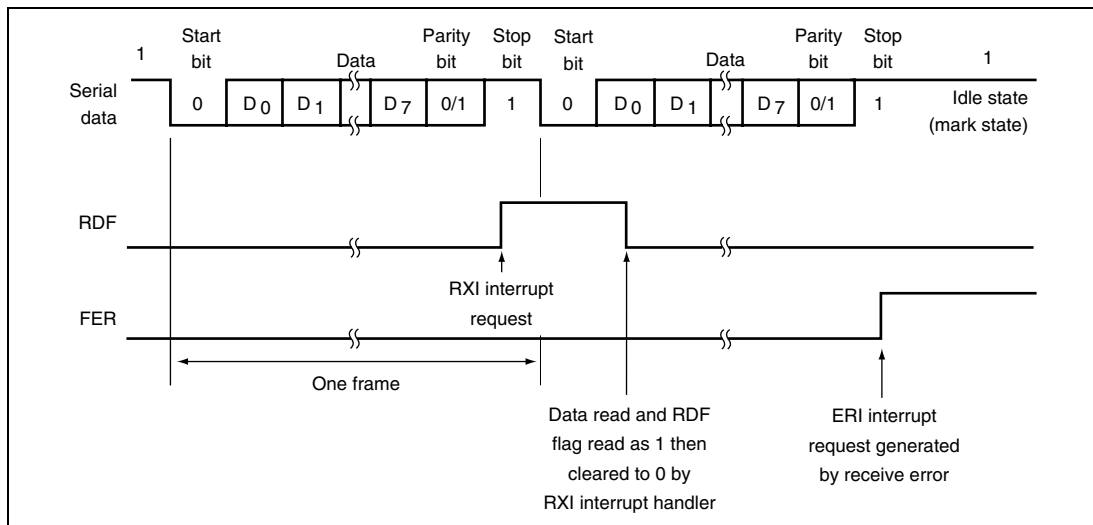 1
Start bit
Data
Parity bit
Stop bit
Start bit
Data
Parity bit
Stop bit
1
Serial data
0
D0
D1
D7
0/1
1
0
D0
D1
D7
0/1
1
Idle state
(mark state)
RDF
RXI interrupt
request
FER
One frame
Data read and RDF
flag read as 1 then
cleared to 0 by
RXI interrupt handler
ERI interrupt
request generated
by receive error